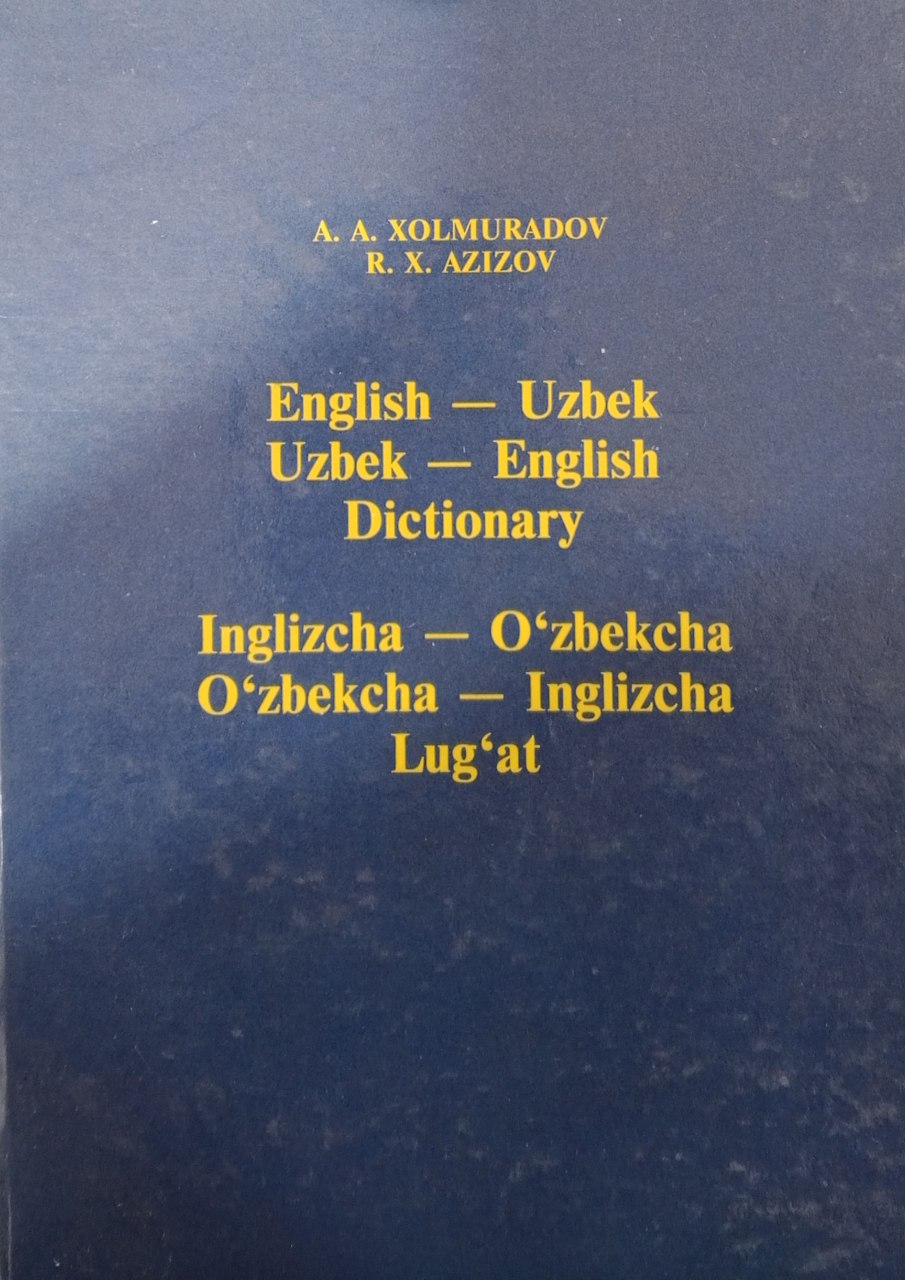 A. A. XOLMURADOV
R. X. AZIZOV
English — Uzbek
Uzbek — English
Dictionary
Inglizcha — O‘zbekcha
O‘zbekcha — Inglizcha
Lug‘at